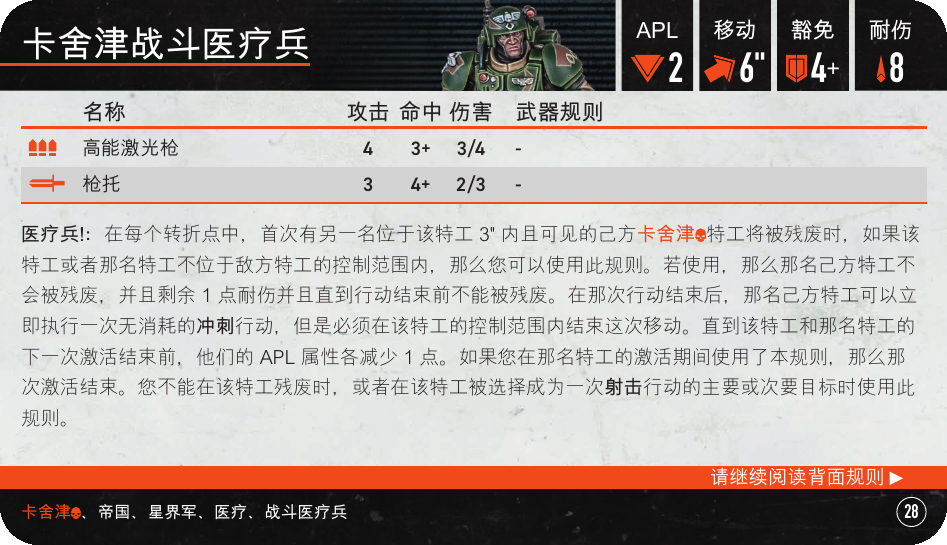 卡舍津战斗医疗兵
APL 移动 豁免 耐伤
2 6" 4+ 8
名称 攻击 命中 伤害 武器规则
高能激光枪 4 3+ 3/4 -
枪托 3 4+ 2/3 -
医疗兵!：在每个转折点中，首次有另一名位于该特工 3" 内且可见的己方卡舍津特工将被残废时，如果该
特工或者那名特工不位于敌方特工的控制范围内，那么您可以使用此规则。若使用，那么那名己方特工不
会被残废，并且剩余 1 点耐伤并且直到行动结束前不能被残废。在那次行动结束后，那名己方特工可以立
即执行一次无消耗的冲刺行动，但是必须在该特工的控制范围内结束这次移动。直到该特工和那名特工的
下一次激活结束前，他们的 APL 属性各减少 1 点。如果您在那名特工的激活期间使用了本规则，那么那
次激活结束。您不能在该特工残废时，或者在该特工被选择成为一次射击行动的主要或次要目标时使用此
规则。
请继续阅读背面规则 ▶
卡舍津、帝国、星界军、医疗、战斗医疗兵
28